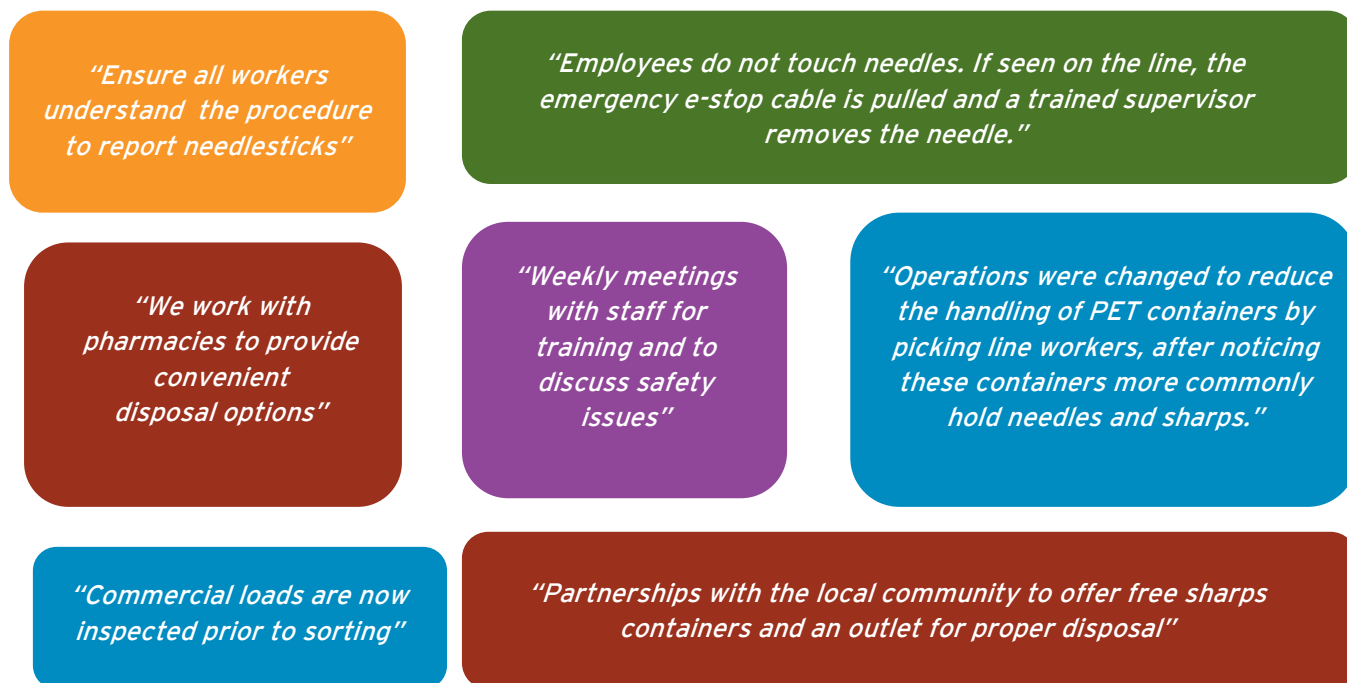 “Ensure all workers
understand  the procedure
to report needlesticks”
“Employees do not touch needles. If seen on the line, the
emergency e-stop cable is pulled and a trained supervisor
removes the needle.”
“We work with
pharmacies to provide
convenient
disposal options”
“Weekly meetings
with staff for
training and to
discuss safety
issues”
“Operations were changed to reduce
the handling of PET containers by
picking line workers, after noticing
these containers more commonly
hold needles and sharps.”
“Commercial loads are now
inspected prior to sorting”
“Partnerships with the local community to offer free sharps
containers and an outlet for proper disposal”